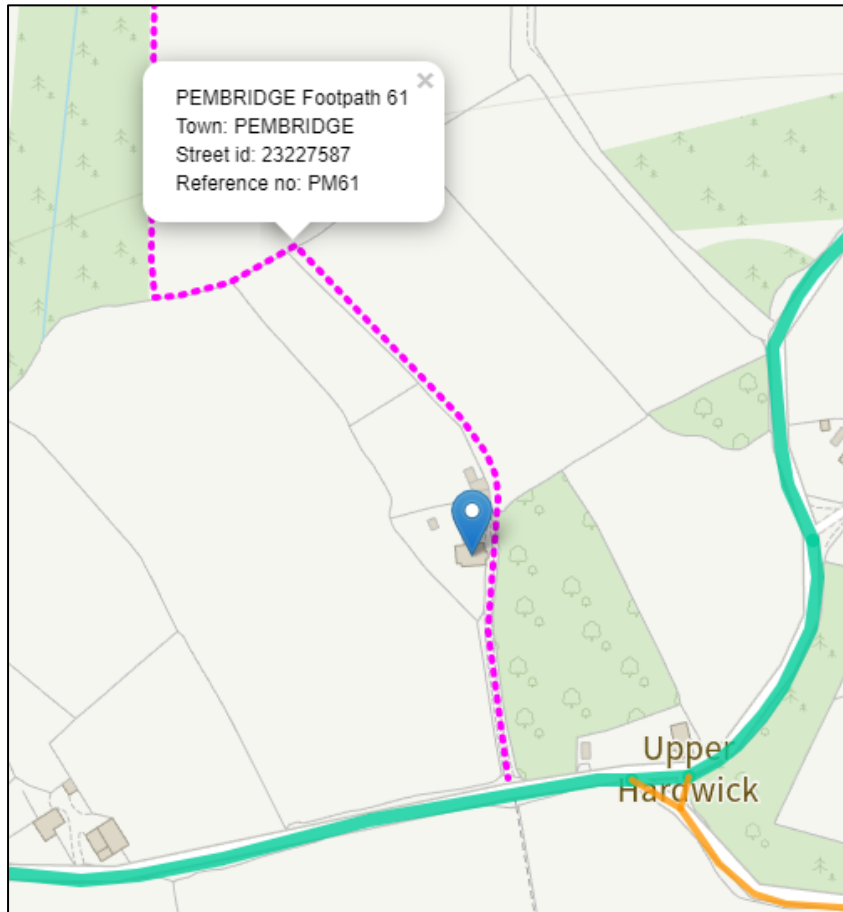 PEMBRIDGE Footpath 61
Town: PEMBRIDGE
Street id: 23227587
Reference no: PM61
Upper
Hardwick